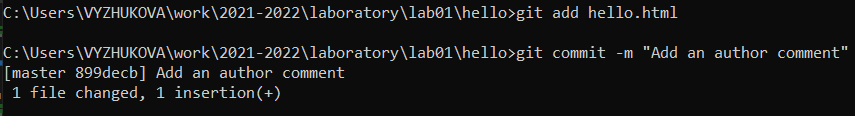 C:\Users\VYZHUKOVA\work\2021-2022\laboratory\lab01\hello>git add hello.html
C:\Users\VYZHUKOVA\work\2021-2022\laboratory\lab01\hello>git commit -m "Add an author comment"
[master 899decb] Add an author comment
 1 file changed, 1 insertion(+)